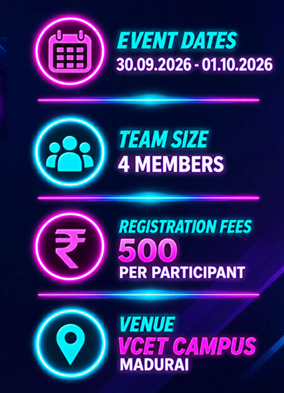 EVENT DATES
30.09.2026 - 01.10.2026
TEAM SIZE
4 MEMBERS
REGISTRATION FEES
₹
500
PER PARTICIPANT
VENUE
VCET CAMPUS
MADURAI